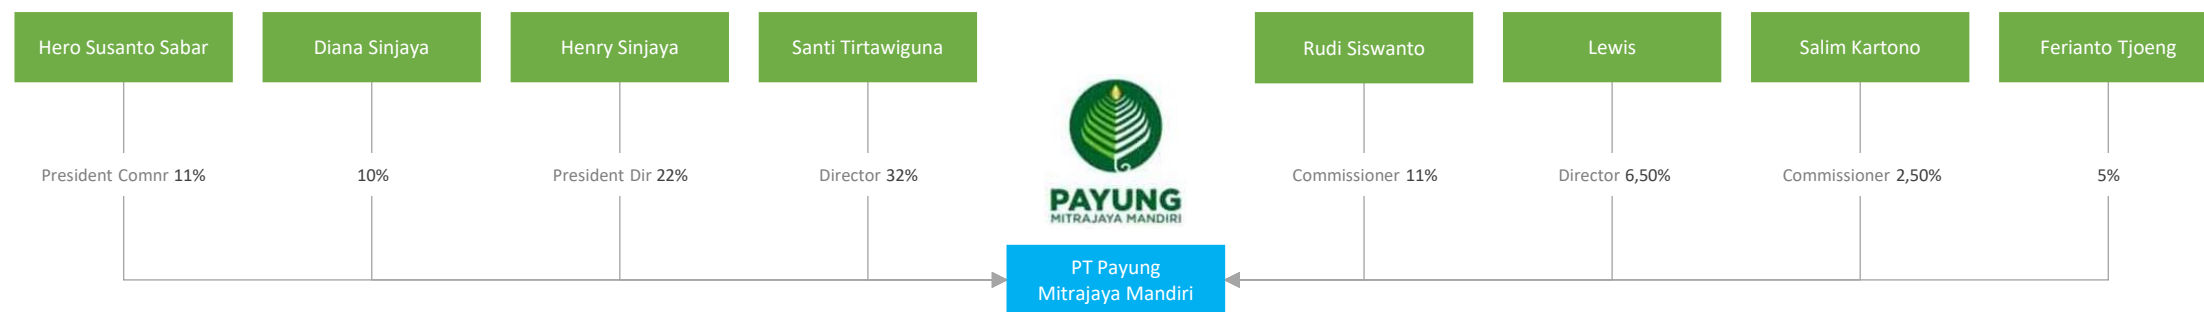 Hero Susanto Sabar
Diana Sinjaya
Henry Sinjaya
Santi Tirtawiguna
Rudi Siswanto
Lewis
Salim Kartono
Ferianto Tjoeng
President Comnr 11%
10%
President Dir 22%
Director 32%
Commissioner 11%
Director 6,50%
Commissioner 2,50%
5%
PAYUNG
MITRAJAYA MANDIRI
PT Payung
Mitrajaya Mandiri